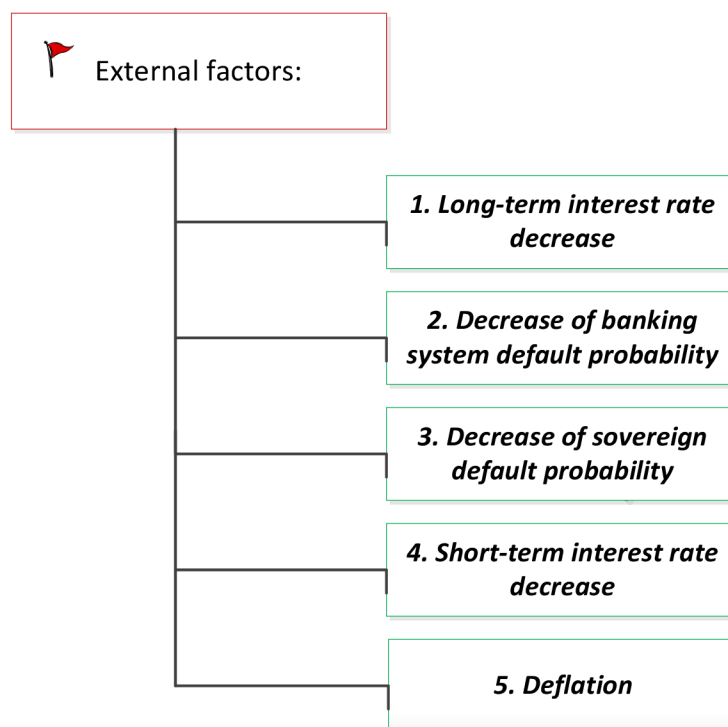 External factors:
1. Long-term interest rate
decrease
2. Decrease of banking
system default probability
3. Decrease of sovereign
default probability
4. Short-term interest rate
decrease
5. Deflation